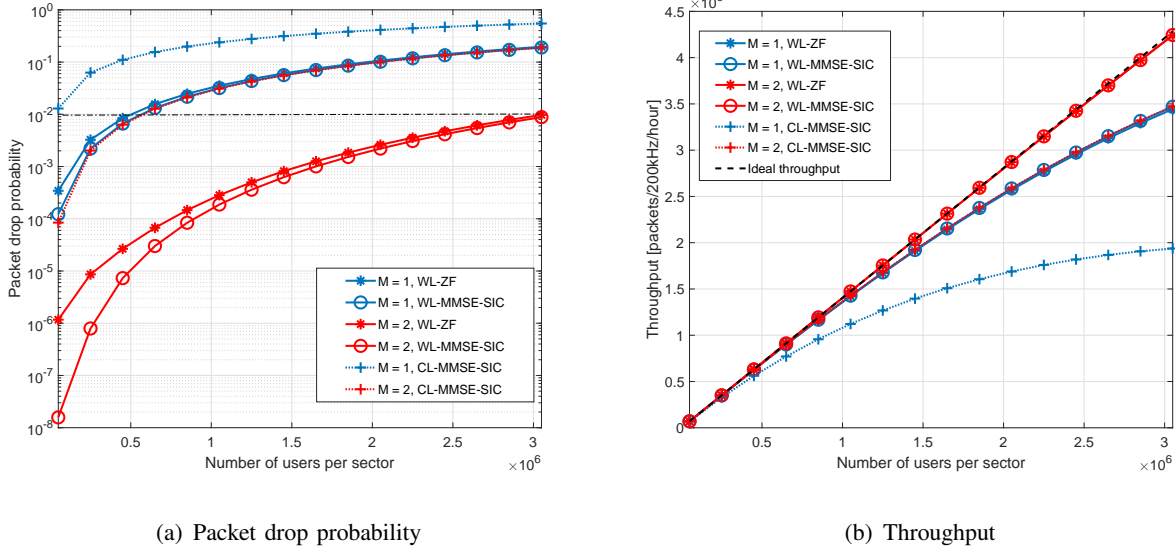 10^0
10^-1
10^-2
10^-3
10^-4
10^-5
10^-6
10^-7
10^-8
Packet drop probability
M = 1, WL-ZF
M = 1, WL-MMSE-SIC
M = 2, WL-ZF
M = 2, WL-MMSE-SIC
M = 1, CL-MMSE-SIC
M = 2, CL-MMSE-SIC
0.5 1 1.5 2 2.5 3
Number of users per sector ×10^6
(a) Packet drop probability
4.5
4
3.5
3
2.5
2
1.5
1
0.5
0
Throughput [packets/200kHz/hour]
M = 1, WL-ZF
M = 1, WL-MMSE-SIC
M = 2, WL-ZF
M = 2, WL-MMSE-SIC
M = 1, CL-MMSE-SIC
M = 2, CL-MMSE-SIC
Ideal throughput
0.5 1 1.5 2 2.5 3
Number of users per sector ×10^6
(b) Throughput